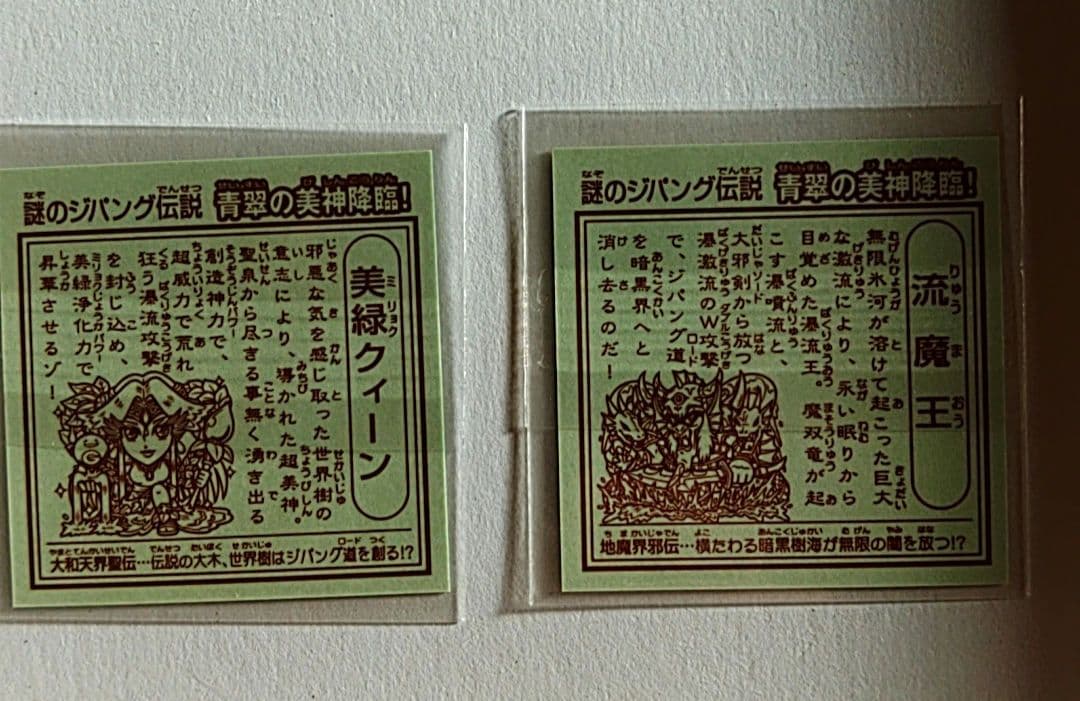 謎のジパング伝説 青翠の美神降臨!
美緑クィーン
邪悪な気を感じ取った世界樹の
意志により、導かれた超美神。
聖泉から尽きる事無く湧き出る
創造神力で、
超威力で荒れ
狂う瀑流攻撃
を封じ込め、
美緑浄化力で
昇華させるゾ!
大和天界聖伝…伝説の大木、世界樹はジパング道を創る!?
謎のジパング伝説 青翠の美神降臨!
流魔王
無限氷河が溶けて起こった巨大
な激流により、永い眠りから
目覚めた瀑流王。魔双竜が起
こす瀑噴流と、
大邪剣から放つ
瀑激流のW攻撃
で、ジパング道
を暗黒界へと
消し去るのだ!
地魔界邪伝…横たわる暗黒樹海が無限の闇を放つ!?